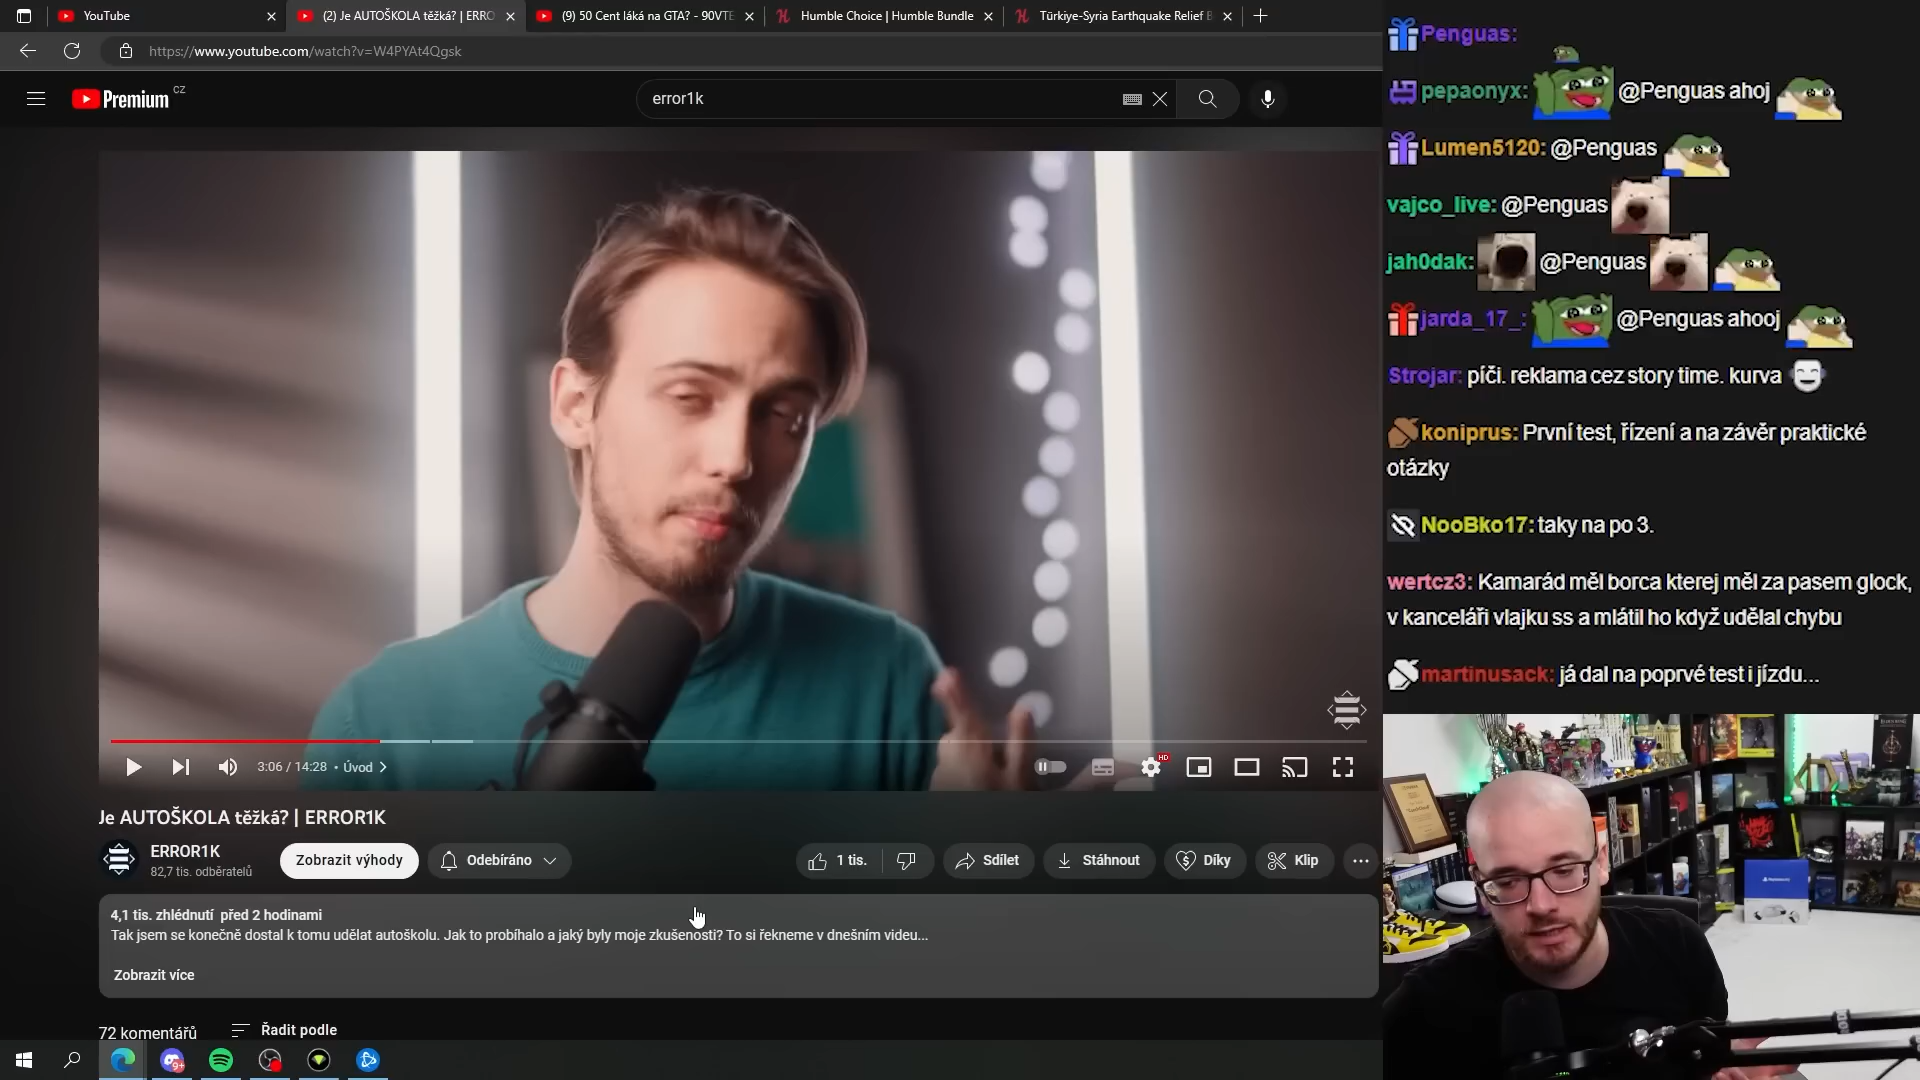 YouTube
(2) Je AUTOŠKOLA těžká? | ERRO
(9) 50 Cent láká na GTA? - 90VTE
Humble Choice | Humble Bundle
Türkiye-Syria Earthquake Relief B
https://www.youtube.com/watch?v=W4PYAt4Qgsk
Premium CZ
error1k
3:06 / 14:28 • Úvod
HD
Je AUTOŠKOLA těžká? | ERROR1K
ERROR1K
82,7 tis. odběratelů
Zobrazit výhody
Odebíráno
1 tis.
Sdílet
Stáhnout
Díky
Klip
4,1 tis. zhlédnutí před 2 hodinami
Tak jsem se konečně dostal k tomu udělat autoškolu. Jak to probíhalo a jaký byly moje zkušenosti? To si řekneme v dnešním videu...
Zobrazit více
72 komentářů
Řadit podle
9+
Penguas:
pepaonyx: @Penguas ahoj
Lumen5120: @Penguas
vajco_live: @Penguas
jah0dak: @Penguas
jarda_17_: @Penguas ahooj
Strojar: píči. reklama cez story time. kurva
koniprus: První test, řízení a na závěr praktické
otázky
NooBko17: taky na po 3.
wertcz3: Kamarád měl borca kterej měl za pasem glock,
v kanceláři vlajku ss a mlátil ho když udělal chybu
martinusack: já dal na poprvé test i jízdu...